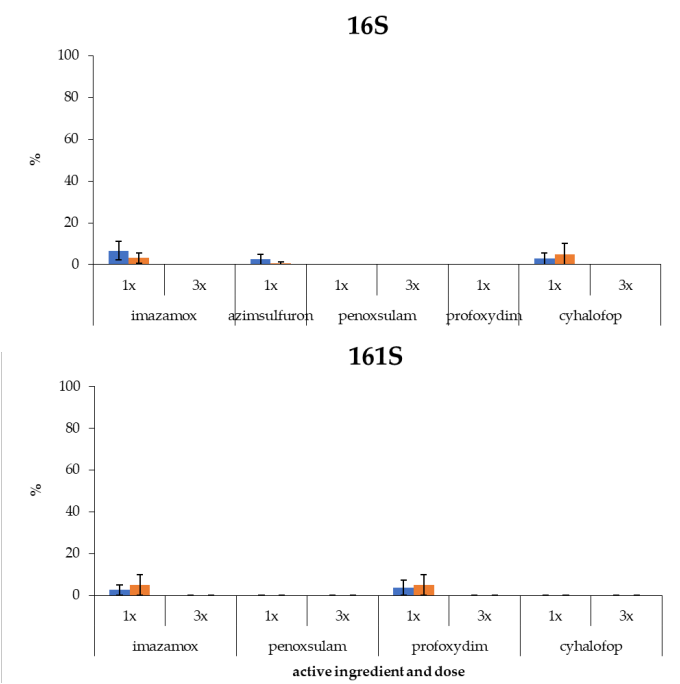 16S
100
80
60
40
20
0
%
1x 3x 1x 1x 3x 1x 1x 3x
imazamox azimsulfuron penoxsulam profoxydim cyhalofop
161S
100
80
60
40
20
0
%
1x 3x 1x 3x 1x 3x 1x 3x
imazamox penoxsulam profoxydim cyhalofop
active ingredient and dose